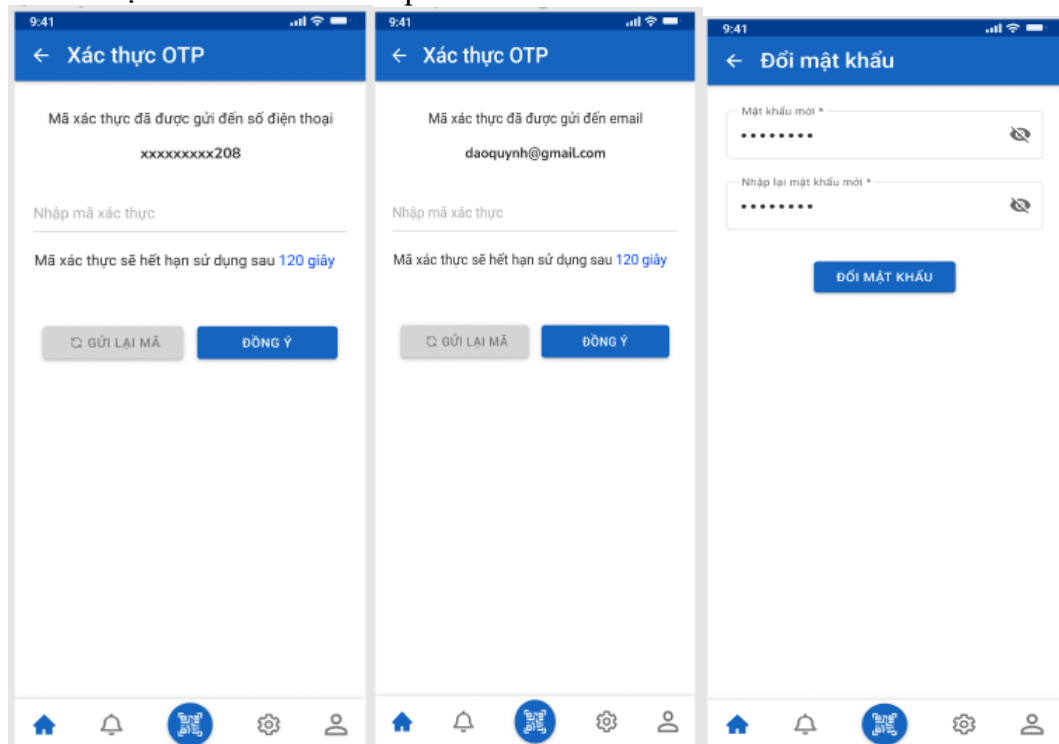 9:41
Xác thực OTP
Mã xác thực đã được gửi đến số điện thoại
xxxxxxxxx208
Nhập mã xác thực
Mã xác thực sẽ hết hạn sử dụng sau 120 giây
GỬI LẠI MÃ
ĐỒNG Ý
9:41
Xác thực OTP
Mã xác thực đã được gửi đến email
daoquynh@gmail.com
Nhập mã xác thực
Mã xác thực sẽ hết hạn sử dụng sau 120 giây
GỬI LẠI MÃ
ĐỒNG Ý
9:41
Đổi mật khẩu
Mật khẩu mới *
Nhập lại mật khẩu mới *
ĐỔI MẬT KHẨU